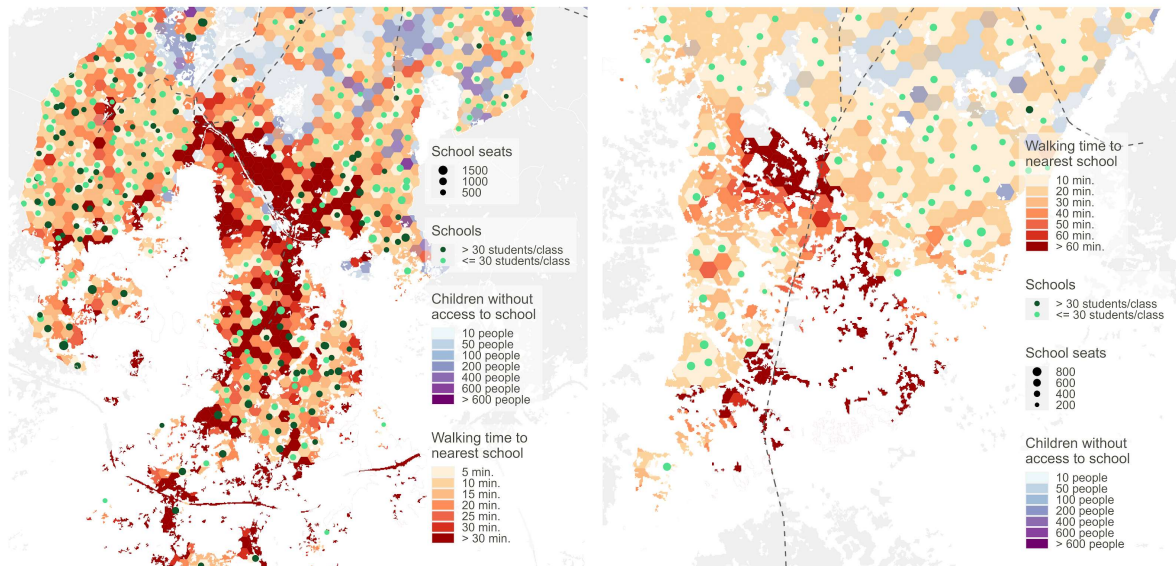 School seats
1500
1000
500
Schools
> 30 students/class
<= 30 students/class
Children without
access to school
10 people
50 people
100 people
200 people
400 people
600 people
> 600 people
Walking time to
nearest school
5 min.
10 min.
15 min.
20 min.
25 min.
30 min.
> 30 min.
Walking time to
nearest school
10 min.
20 min.
30 min.
40 min.
50 min.
60 min.
> 60 min.
Schools
> 30 students/class
<= 30 students/class
School seats
800
600
400
200
Children without
access to school
10 people
50 people
100 people
200 people
400 people
600 people
> 600 people